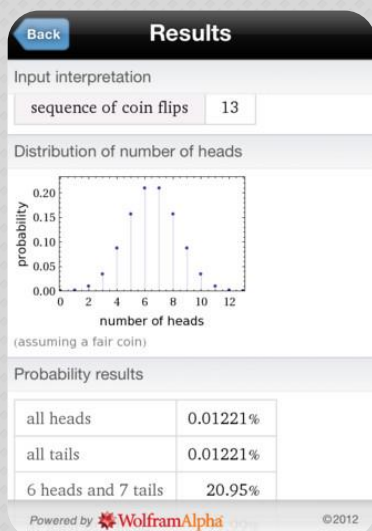 Back
Results
Input interpretation
sequence of coin flips 13
Distribution of number of heads
probability
0.20
0.15
0.10
0.05
0.00
0 2 4 6 8 10 12
number of heads
(assuming a fair coin)
Probability results
all heads 0.01221%
all tails 0.01221%
6 heads and 7 tails 20.95%
Powered by WolframAlpha ©2012